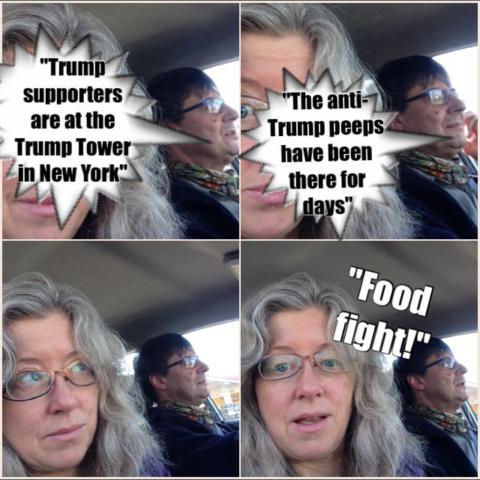 "Trump
supporters
are at the
Trump Tower
in New York"
"The anti-
Trump peeps
have been
there for
days"
"Food
fight!"